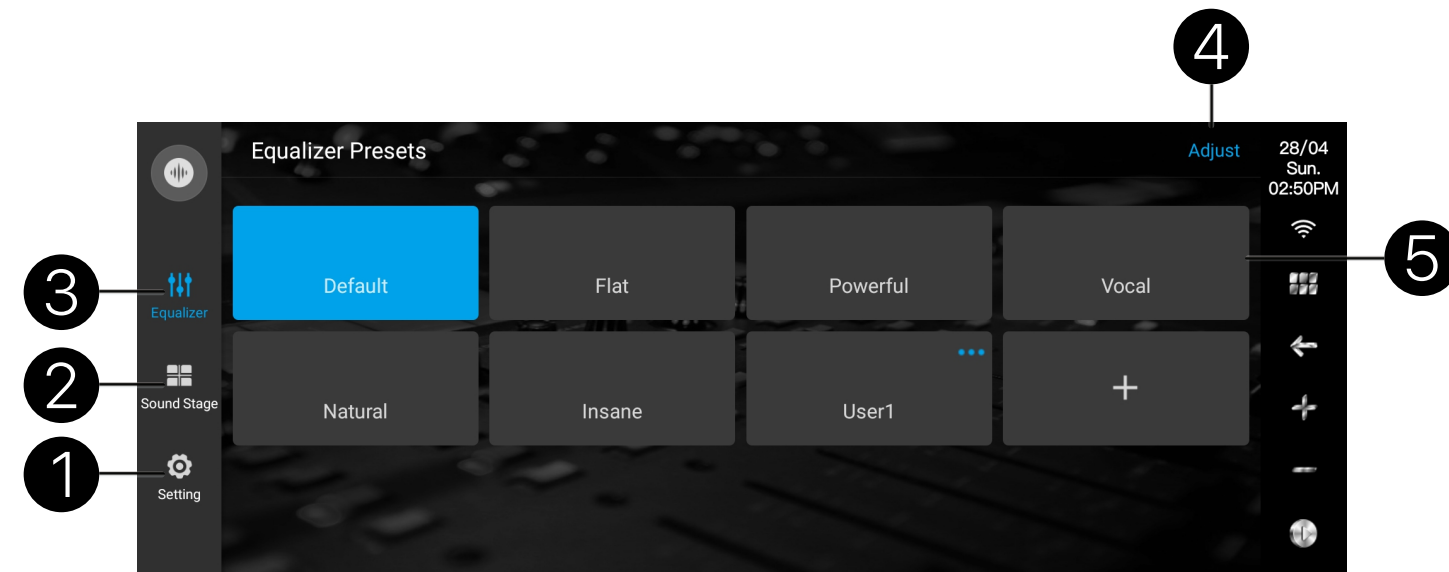 4
Equalizer Presets
Adjust
28/04
Sun.
02:50PM
5
3
Equalizer
Default
Flat
Powerful
Vocal
2
Sound Stage
Natural
Insane
User1
1
Setting